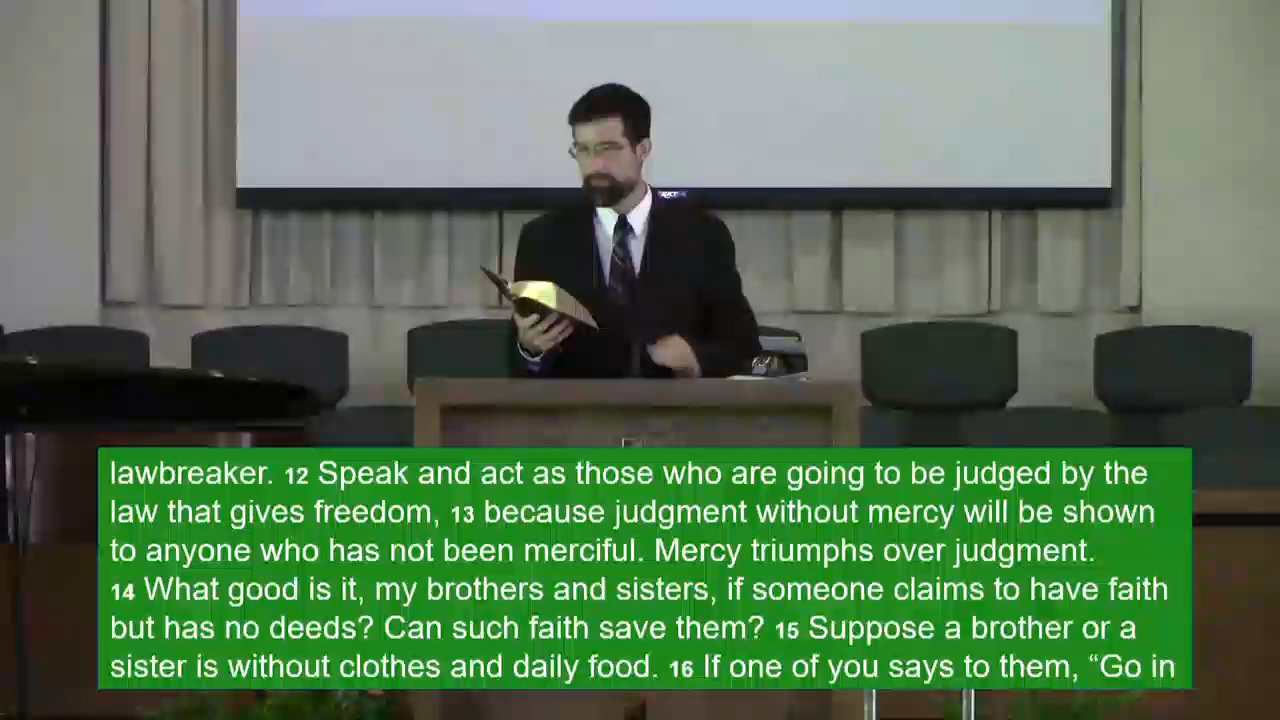 lawbreaker. 12 Speak and act as those who are going to be judged by the
law that gives freedom, 13 because judgment without mercy will be shown
to anyone who has not been merciful. Mercy triumphs over judgment.
14 What good is it, my brothers and sisters, if someone claims to have faith
but has no deeds? Can such faith save them? 15 Suppose a brother or a
sister is without clothes and daily food. 16 If one of you says to them, “Go in